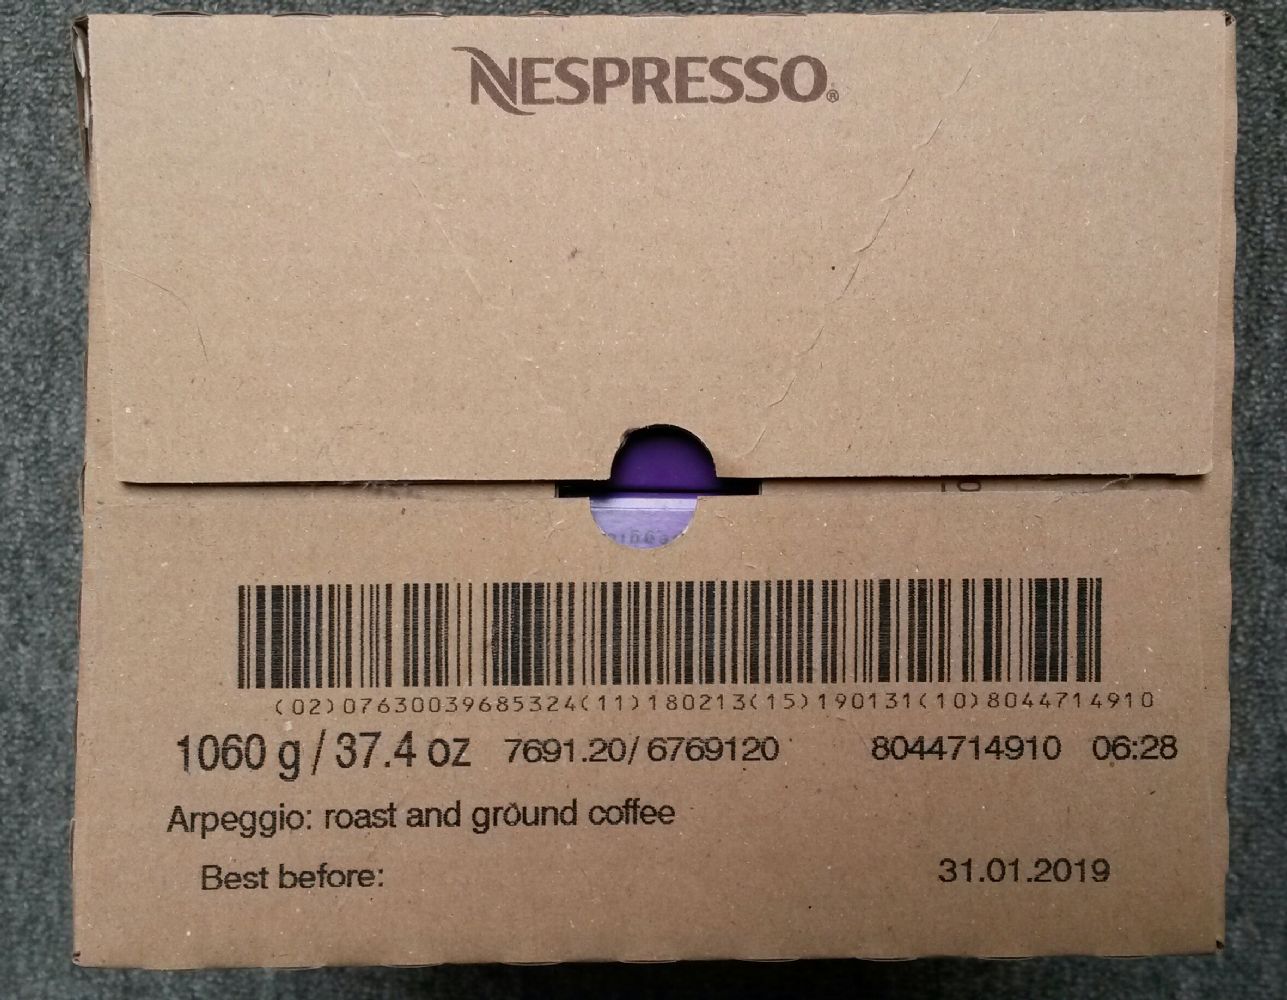 NESPRESSO®
(02)07630039685324(11)180213(15)190131(10)8044714910
1060 g / 37.4 oz 7691.20/ 6769120 8044714910 06:28
Arpeggio: roast and ground coffee
Best before: 31.01.2019